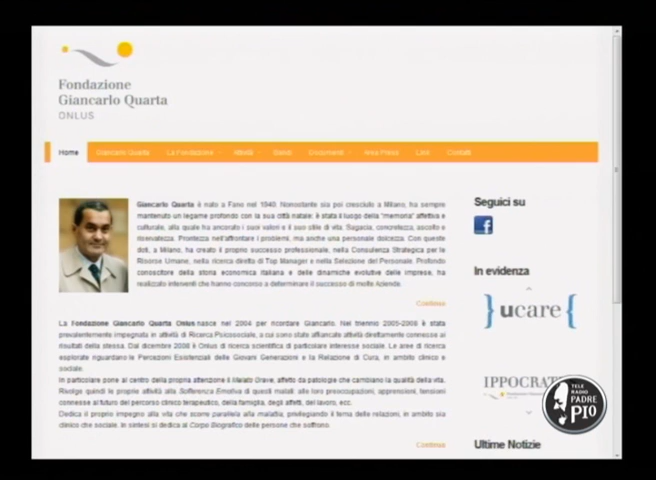 Fondazione
Giancarlo Quarta
ONLUS
Home Giancarlo Quarta La Fondazione Attività Bandi Documenti Area Press Link Contatti
Giancarlo Quarta è nato a Fano nel 1940. Nonostante sia poi cresciuto a Milano, ha sempre
mantenuto un legame profondo con la sua città natale: è stata il luogo della "memoria" affettiva e
culturale, alla quale ha ancorato i suoi valori e il suo stile di vita. Sagacia, concretezza, ascolto e
riservatezza. Prontezza nell'affrontare i problemi, ma anche una personale dolcezza. Con queste
doti, a Milano, ha creato il proprio successo professionale, nella Consulenza Strategica per le
Risorse Umane, nella ricerca diretta di Top Manager e nella Selezione del Personale. Profondo
conoscitore della storia economica italiana e delle dinamiche evolutive delle imprese, ha
realizzato interventi che hanno concorso a determinare il successo di molte Aziende.
Continua
La Fondazione Giancarlo Quarta Onlus nasce nel 2004 per ricordare Giancarlo. Nel triennio 2005-2008 è stata
prevalentemente impegnata in attività di Ricerca Psicosociale, a cui sono state affiancate attività direttamente connesse ai
risultati della stessa. Dal dicembre 2008 è Onlus di ricerca scientifica di particolare interesse sociale. Le aree di ricerca
esplorate riguardano le Percezioni Esistenziali delle Giovani Generazioni e la Relazione di Cura, in ambito clinico e
sociale.
In particolare pone al centro della propria attenzione il Malato Grave, affetto da patologie che cambiano la qualità della vita.
Rivolge quindi le proprie attività alla Sofferenza Emotiva di questi malati: alle loro preoccupazioni, apprensioni, tensioni
connesse al futuro del percorso clinico terapeutico, della famiglia, degli affetti, del lavoro, ecc.
Dedica il proprio impegno alla vita che scorre parallela alla malattia, privilegiando il tema delle relazioni, in ambito sia
clinico che sociale. In sintesi si dedica al Corpo Biografico delle persone che soffrono.
Continua
Seguici su
f
In evidenza
}ucare{
IPPOCRAT
Ultime Notizie
TELE
RADIO
PADRE
PIO